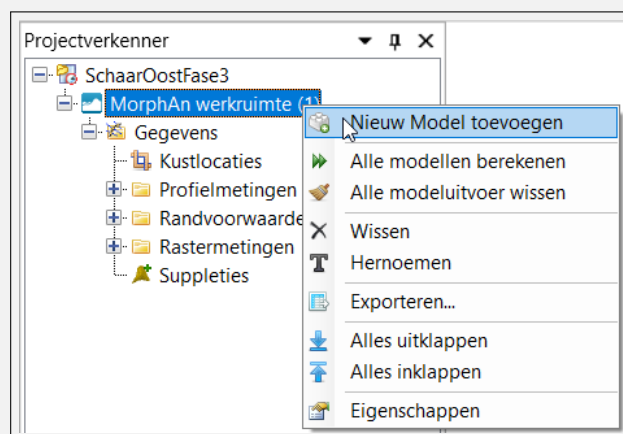 Projectverkenner
SchaarOostFase3
MorphAn werkruimte (1)
Gegevens
Kustlocaties
Profielmetingen
Randvoorwaarde
Rastermetingen
Suppleties
Nieuw Model toevoegen
Alle modellen berekenen
Alle modeluitvoer wissen
Wissen
Hernoemen
Exporteren...
Alles uitklappen
Alles inklappen
Eigenschappen